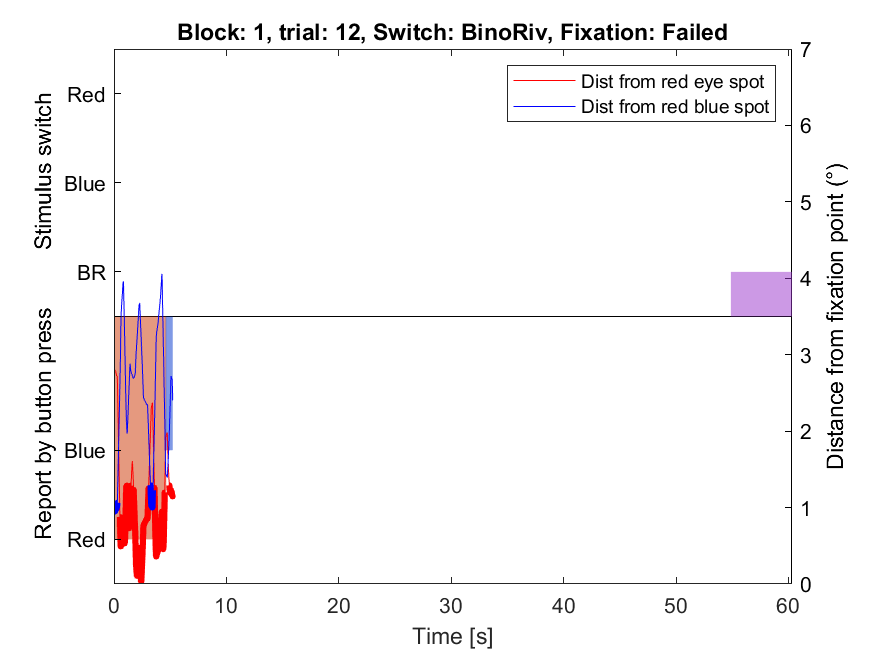 Block: 1, trial: 12, Switch: BinoRiv, Fixation: Failed
Dist from red eye spot
Dist from red blue spot
Stimulus switch
Red
Blue
BR
Report by button press
Blue
Red
7
6
5
4
3
2
1
0
Distance from fixation point (°)
0 10 20 30 40 50 60
Time [s]